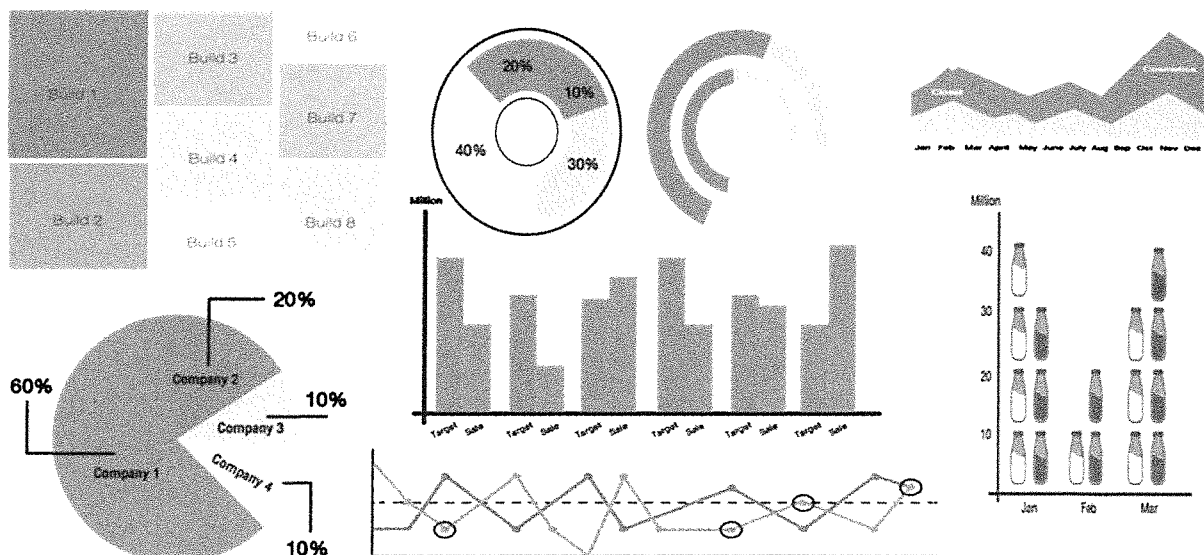 Build 1
Build 2
Build 3
Build 4
Build 5
Build 6
Build 7
Build 8
20%
10%
40%
30%
Jan Feb Mar April May June July Aug Sep Oct Nov Dec
Million
Target Sale Target Sale Target Sale Target Sale Target Sale Target Sale
Million
40
30
20
10
Jan Feb Mar
20%
60%
10%
10%
Company 2
Company 3
Company 1
Company 4